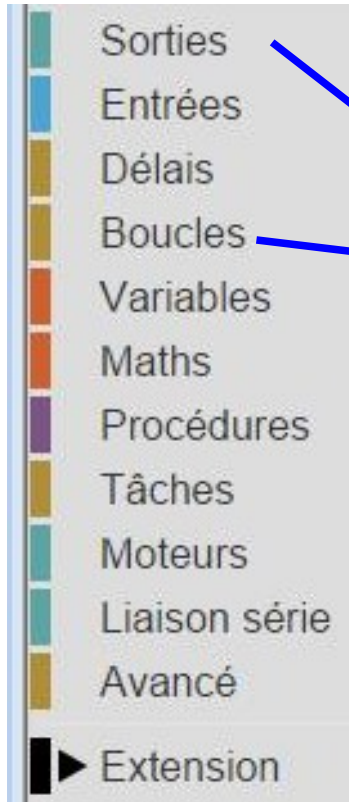 Sorties
Entrées
Délais
Boucles
Variables
Maths
Procédures
Tâches
Moteurs
Liaison série
Avancé
Extension